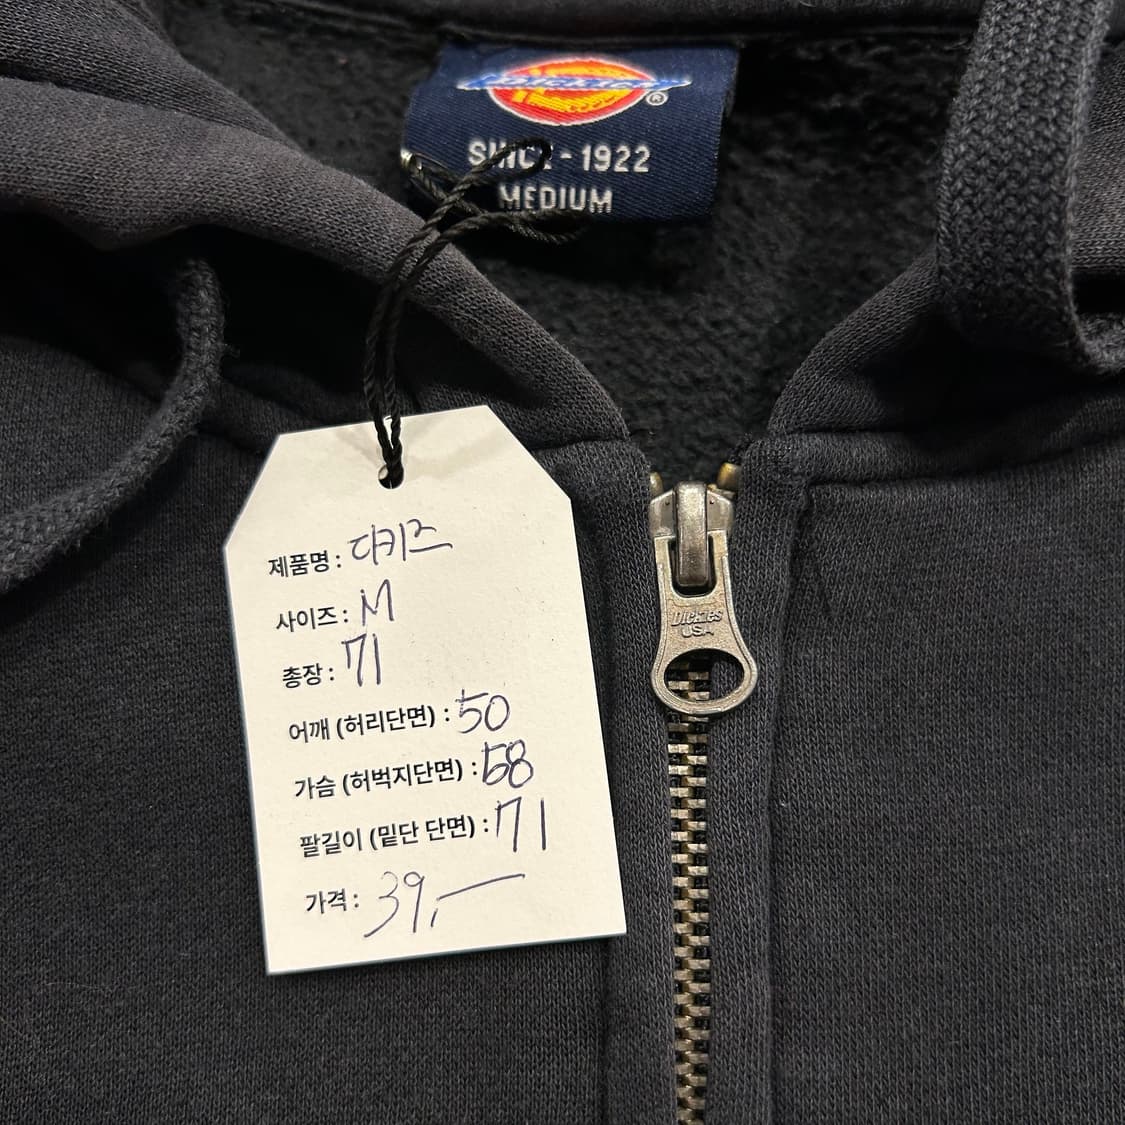 Dickies
®
SINCE - 1922
MEDIUM
제품명 : 디키즈
사이즈 : M
총장 : 71
어깨 (허리단면) : 50
가슴 (허벅지단면) : 58
팔길이 (밑단 단면) : 71
가격 : 39,—
Dickies
USA